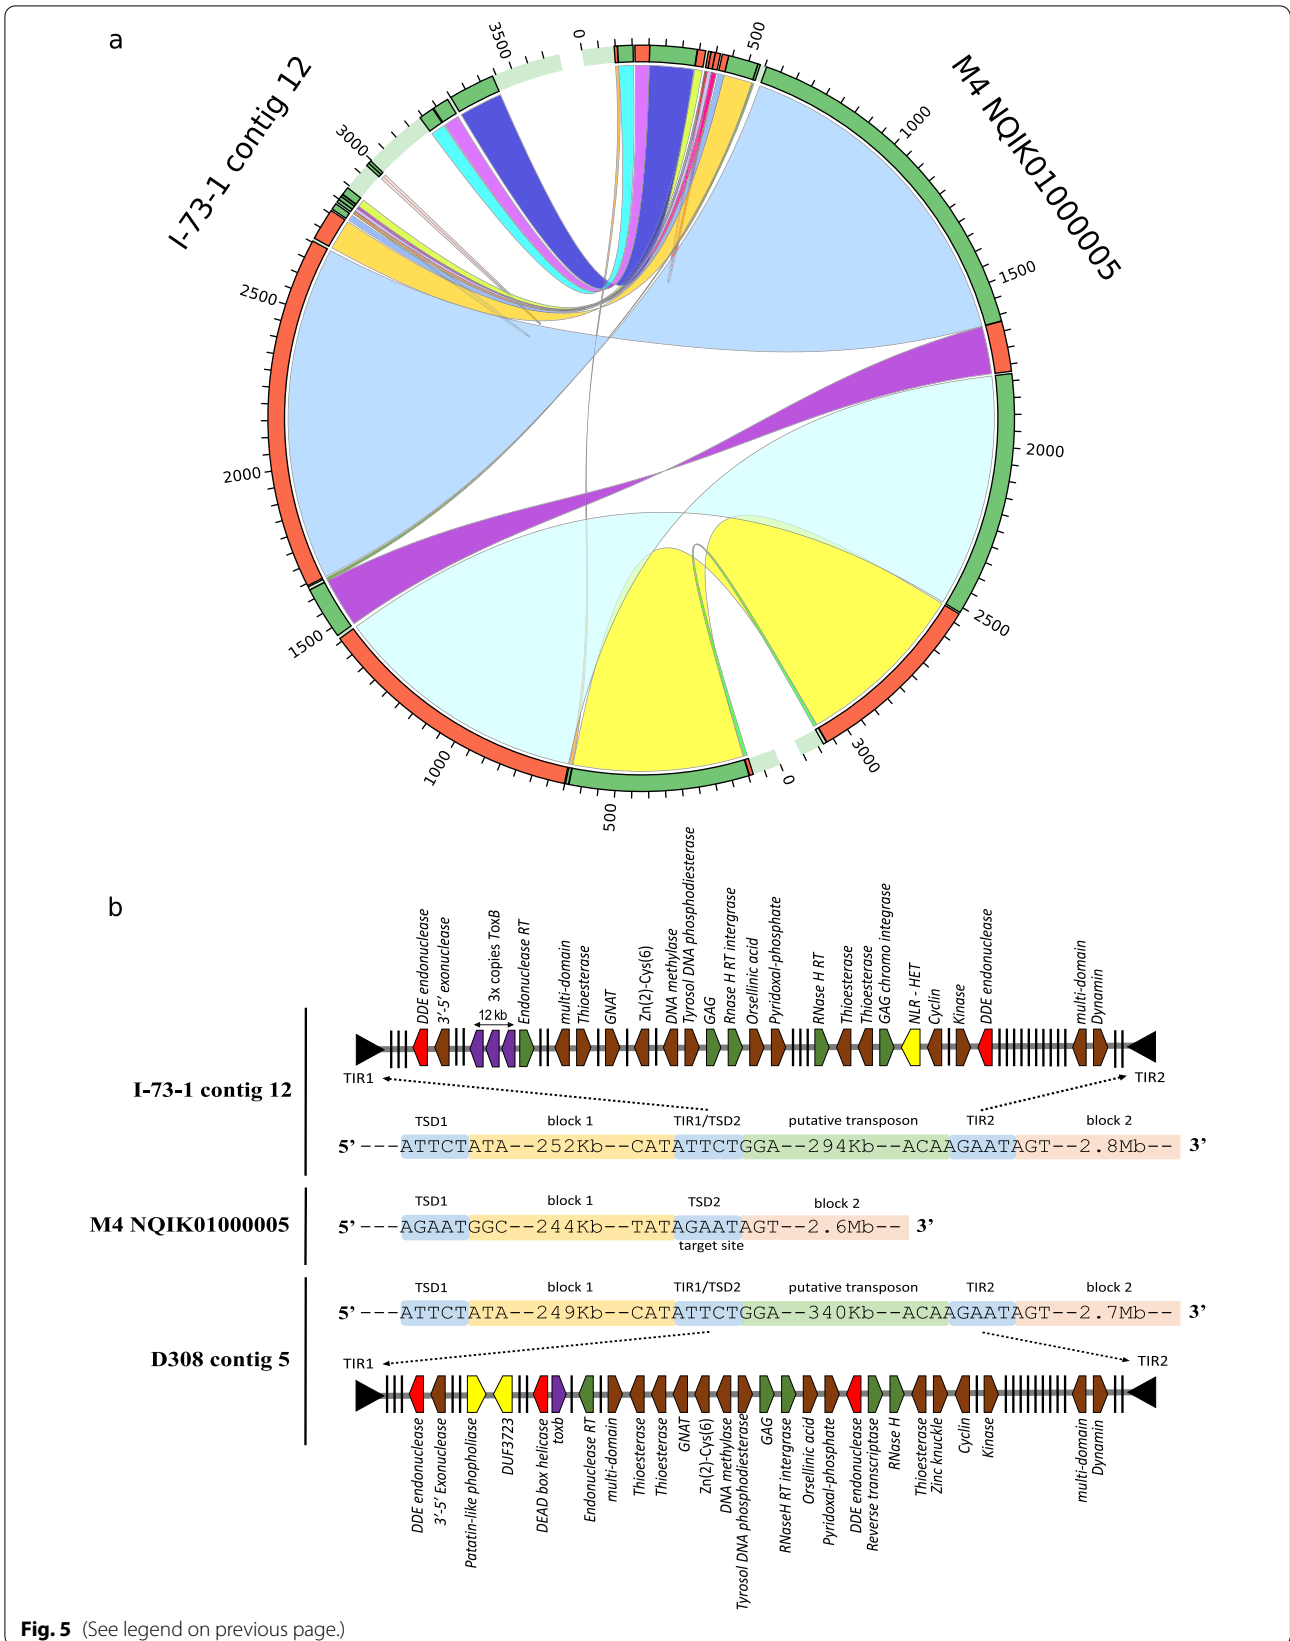 a
I-73-1 contig 12
M4 NQIK01000005
0
500
1000
1500
2000
2500
3000
0
500
1000
1500
2000
2500
3000
3500
b
DDE endonuclease
3'-5' exonuclease
3x copies ToxB
12 kb
Endonuclease RT
multi-domain
Thioesterase
GNAT
Zn(2)-Cys(6)
DNA methylase
Tyrosol DNA phosphodiesterase
GAG
Rnase H RT intergrase
Orsellinic acid
Pyridoxal-phosphate
RNase H RT
Thioesterase
Thioesterase
GAG chromo integrase
NLR - HET
Cyclin
Kinase
DDE endonuclease
multi-domain
Dynamin
TIR1 TIR2
I-73-1 contig 12
TSD1 block 1 TIR1/TSD2 putative transposon TIR2 block 2
5’ ---ATTCTATA--252Kb--CATATTCTGGA--294Kb--ACAAGAATAGT--2.8Mb-- 3’
M4 NQIK01000005
TSD1 block 1 TSD2 block 2
5’ ---AGAATGGC--244Kb--TATAGAATAGT--2.6Mb-- 3’
target site
TSD1 block 1 TIR1/TSD2 putative transposon TIR2 block 2
5’ ---ATTCTATA--249Kb--CATATTCTGGA--340Kb--ACAAGAATAGT--2.7Mb-- 3’
D308 contig 5
TIR1 TIR2
DDE endonuclease
3'-5' Exonuclease
Patatin-like phopholiase
DUF3723
DEAD box helicase
toxb
Endonuclease RT
multi-domain
Thioesterase
Thioesterase
GNAT
Zn(2)-Cys(6)
DNA methylase
Tyrosol DNA phosphodiesterase
GAG
RNaseH RT intergrase
Orsellinic acid
Pyridoxal-phosphate
DDE endonuclease
Reverse transcriptase
RNase H
Thioesterase
Zinc knuckle
Cyclin
Kinase
multi-domain
Dynamin
Fig. 5 (See legend on previous page.)